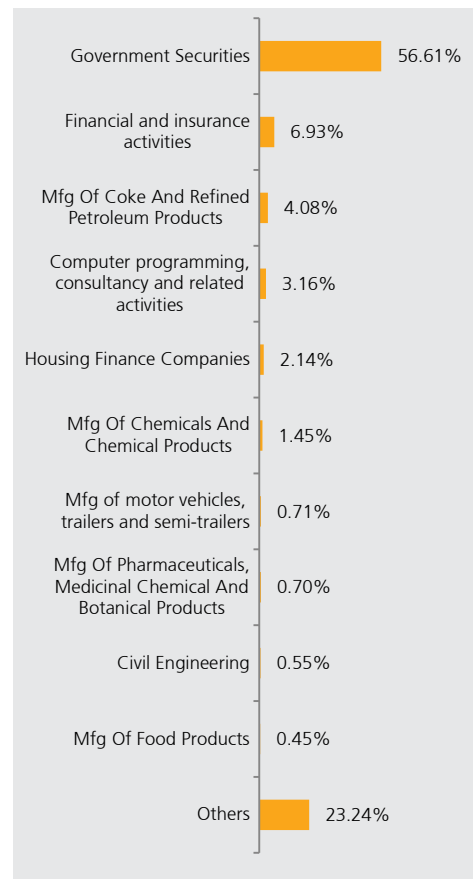 Government Securities 56.61%
Financial and insurance
activities
6.93%
Mfg Of Coke And Refined
Petroleum Products
4.08%
Computer programming,
consultancy and related
activities
3.16%
Housing Finance Companies 2.14%
Mfg Of Chemicals And
Chemical Products
1.45%
Mfg of motor vehicles,
trailers and semi-trailers
0.71%
Mfg Of Pharmaceuticals,
Medicinal Chemical And
Botanical Products
0.70%
Civil Engineering 0.55%
Mfg Of Food Products 0.45%
Others 23.24%